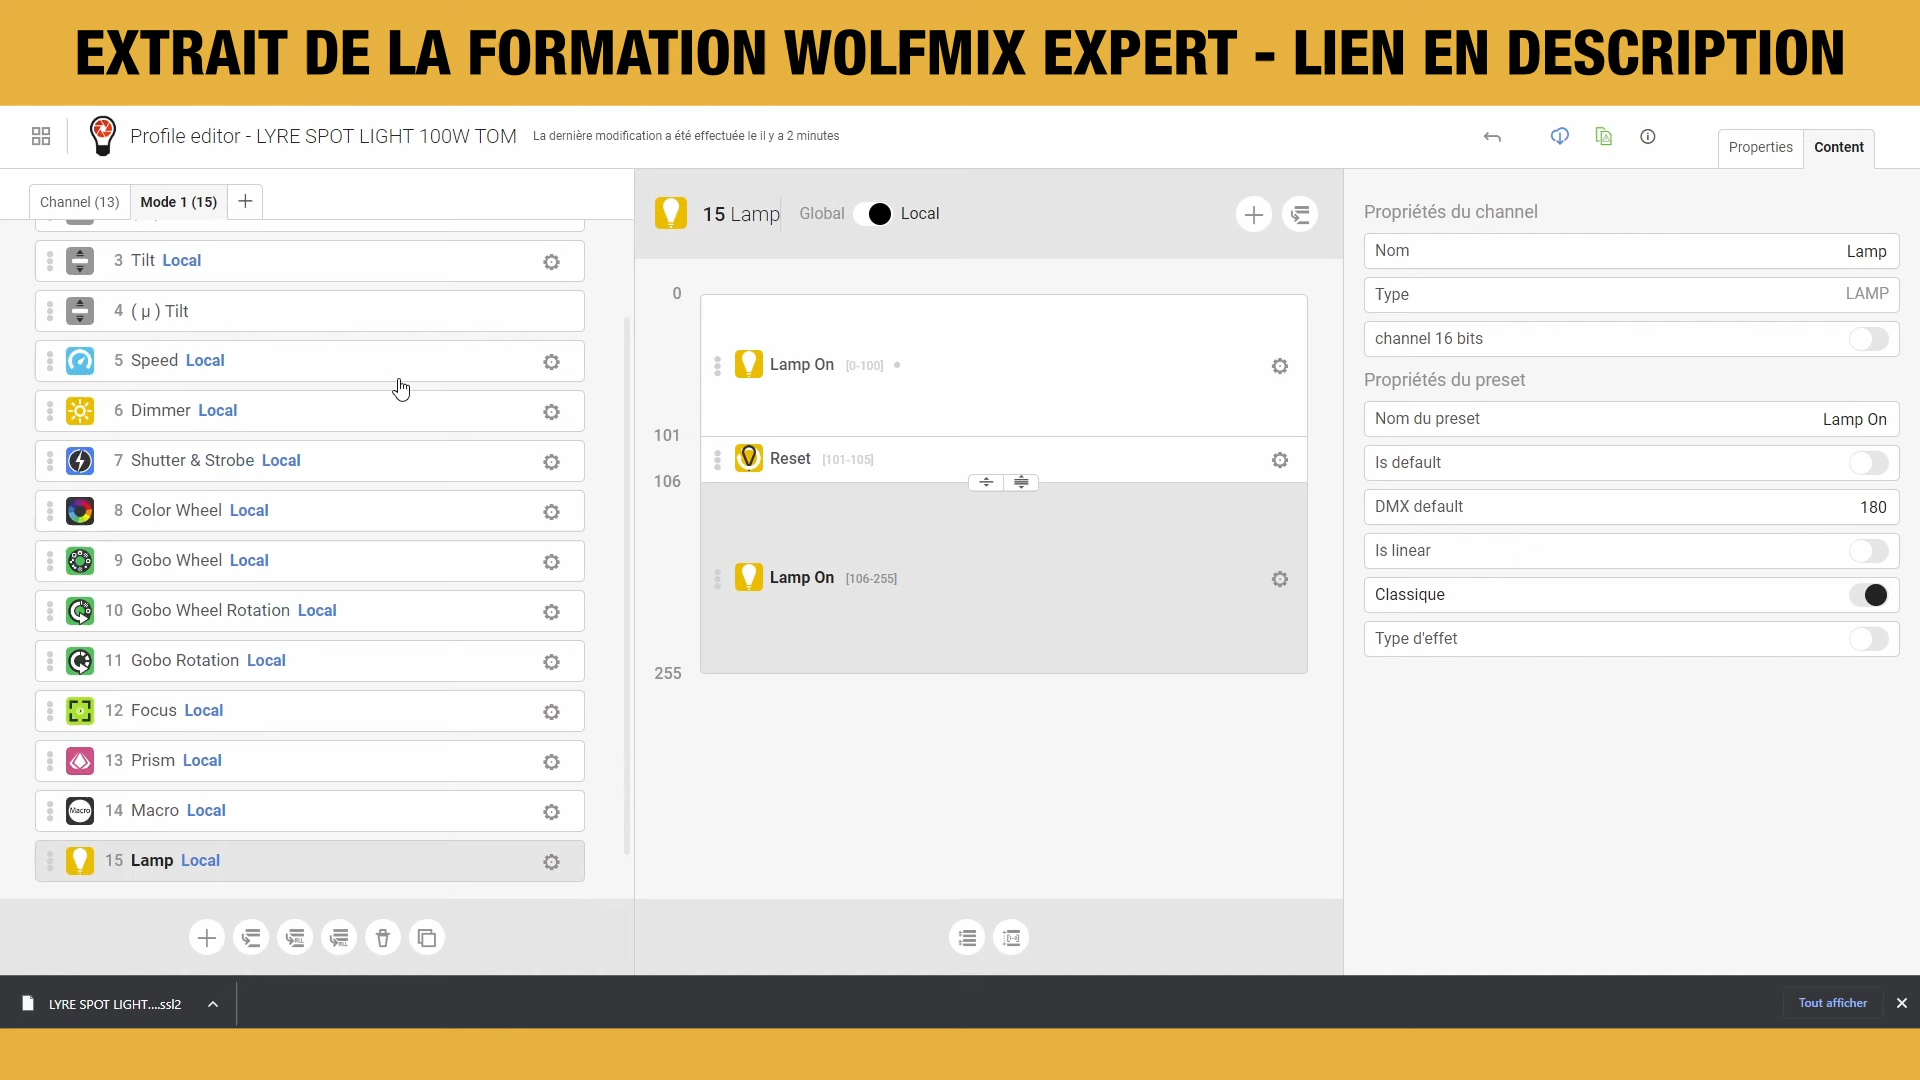 EXTRAIT DE LA FORMATION WOLFMIX EXPERT - LIEN EN DESCRIPTION
Profile editor - LYRE SPOT LIGHT 100W TOM
La dernière modification a été effectuée le il y a 2 minutes
Properties
Content
Channel (13)
Mode 1 (15)
3 Tilt Local
4 ( μ ) Tilt
5 Speed Local
6 Dimmer Local
7 Shutter & Strobe Local
8 Color Wheel Local
9 Gobo Wheel Local
10 Gobo Wheel Rotation Local
11 Gobo Rotation Local
12 Focus Local
13 Prism Local
Macro
14 Macro Local
15 Lamp Local
15 Lamp
Global
Local
0
Lamp On [0-100]
101
Reset [101-105]
106
Lamp On [106-255]
255
Propriétés du channel
Nom Lamp
Type LAMP
channel 16 bits
Propriétés du preset
Nom du preset Lamp On
Is default
DMX default 180
Is linear
Classique
Type d'effet
LYRE SPOT LIGHT....ssl2
Tout afficher